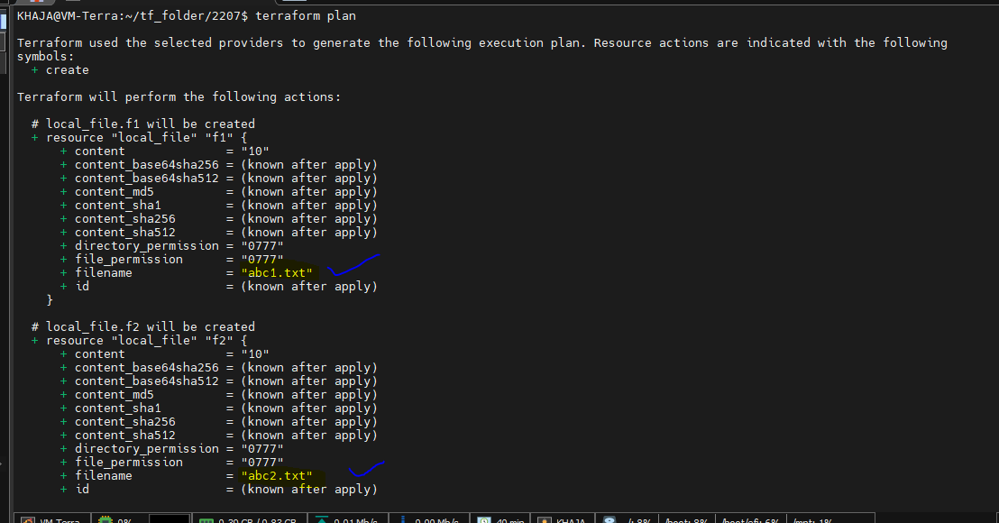 KHAJA@VM-Terra:~/tf_folder/2207$ terraform plan
Terraform used the selected providers to generate the following execution plan. Resource actions are indicated with the following
symbols:
+ create
Terraform will perform the following actions:
# local_file.f1 will be created
+ resource "local_file" "f1" {
+ content = "10"
+ content_base64sha256 = (known after apply)
+ content_base64sha512 = (known after apply)
+ content_md5 = (known after apply)
+ content_sha1 = (known after apply)
+ content_sha256 = (known after apply)
+ content_sha512 = (known after apply)
+ directory_permission = "0777"
+ file_permission = "0777"
+ filename = "abc1.txt"
+ id = (known after apply)
}
# local_file.f2 will be created
+ resource "local_file" "f2" {
+ content = "10"
+ content_base64sha256 = (known after apply)
+ content_base64sha512 = (known after apply)
+ content_md5 = (known after apply)
+ content_sha1 = (known after apply)
+ content_sha256 = (known after apply)
+ content_sha512 = (known after apply)
+ directory_permission = "0777"
+ file_permission = "0777"
+ filename = "abc2.txt"
+ id = (known after apply)
VM-Terra 0% 0.30 GB / 0.83 GB 0.01 Mb/s 0.00 Mb/s 40 min KHAJA /: 8% /boot: 8% /boot/efi: 6% /mnt: 1%